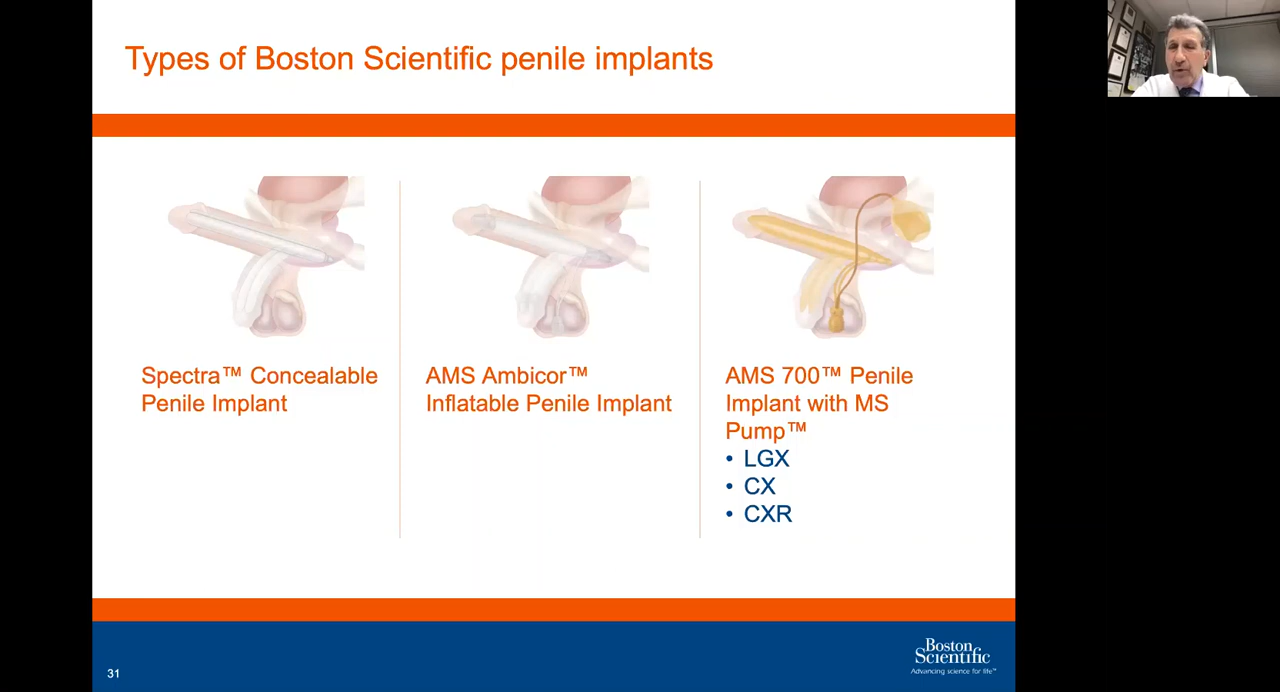 Types of Boston Scientific penile implants
Spectra™ Concealable
Penile Implant
AMS Ambicor™
Inflatable Penile Implant
AMS 700™ Penile
Implant with MS
Pump™
• LGX
• CX
• CXR
31
Boston
Scientific
Advancing science for life™